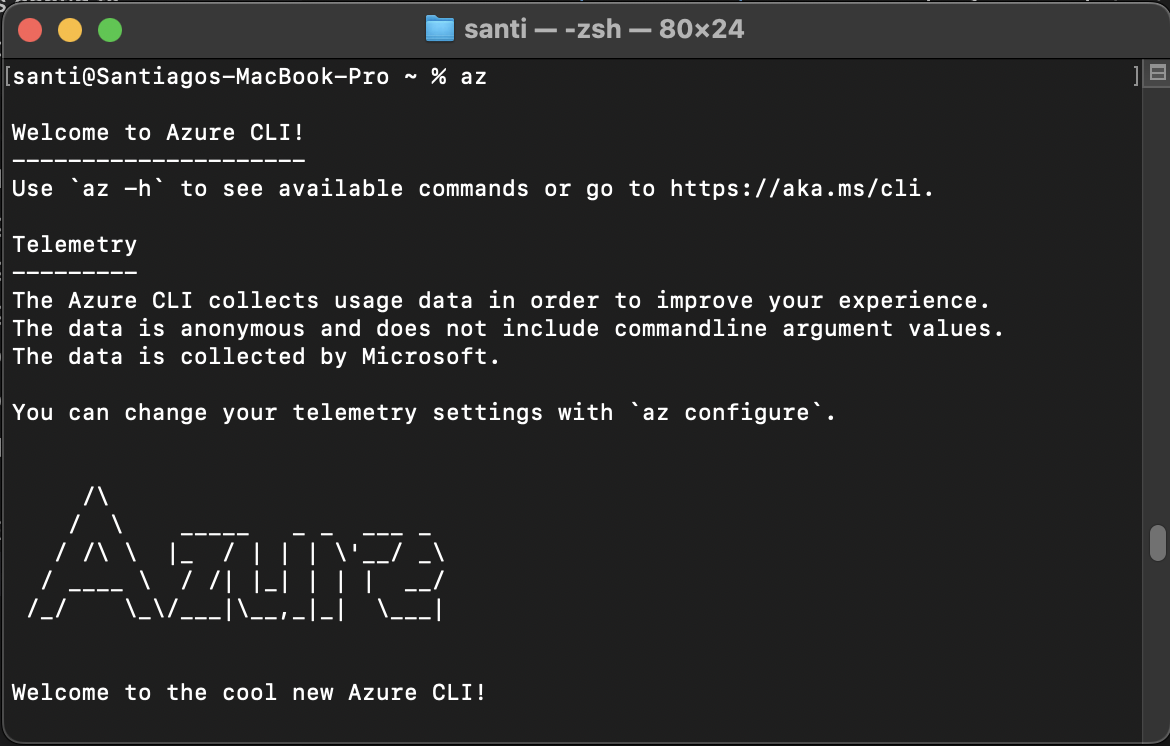 santi — -zsh — 80×24
[santi@Santiagos-MacBook-Pro ~ % az ]
Welcome to Azure CLI!
---------------------
Use `az -h` to see available commands or go to https://aka.ms/cli.
Telemetry
---------
The Azure CLI collects usage data in order to improve your experience.
The data is anonymous and does not include commandline argument values.
The data is collected by Microsoft.
You can change your telemetry settings with `az configure`.
     /\
    /  \    _____   _ _  ___ _
   / /\ \  |_  / | | | \'__/ _\
  / ____ \  / /| |_| | | |  __/
 /_/    \_\/___|\__,_|_|  \___|
Welcome to the cool new Azure CLI!